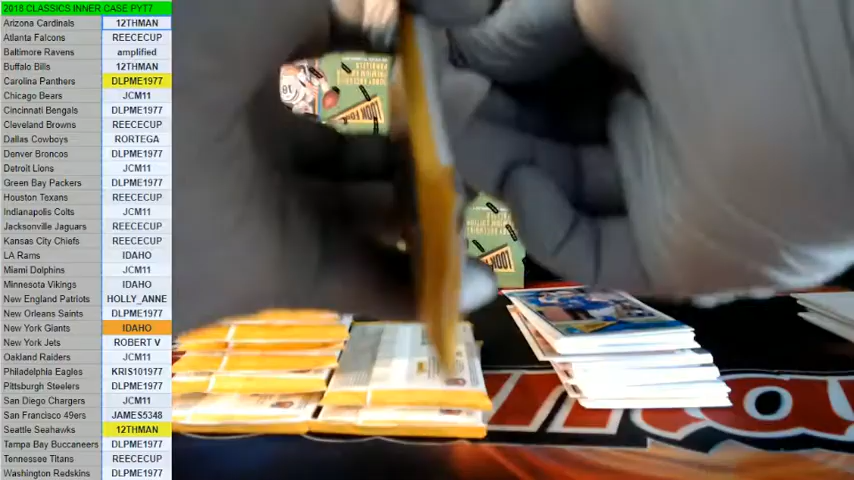 2018 CLASSICS INNER CASE PYT7
Arizona Cardinals 12THMAN
Atlanta Falcons REECECUP
Baltimore Ravens amplified
Buffalo Bills 12THMAN
Carolina Panthers DLPME1977
Chicago Bears JCM11
Cincinnati Bengals DLPME1977
Cleveland Browns REECECUP
Dallas Cowboys RORTEGA
Denver Broncos DLPME1977
Detroit Lions JCM11
Green Bay Packers DLPME1977
Houston Texans REECECUP
Indianapolis Colts JCM11
Jacksonville Jaguars REECECUP
Kansas City Chiefs REECECUP
LA Rams IDAHO
Miami Dolphins JCM11
Minnesota Vikings IDAHO
New England Patriots HOLLY_ANNE
New Orleans Saints DLPME1977
New York Giants IDAHO
New York Jets ROBERT V
Oakland Raiders JCM11
Philadelphia Eagles KRIS101977
Pittsburgh Steelers DLPME1977
San Diego Chargers JCM11
San Francisco 49ers JAMES5348
Seattle Seahawks 12THMAN
Tampa Bay Buccaneers DLPME1977
Tennessee Titans REECECUP
Washington Redskins DLPME1977
LOOK FOR
LOOK